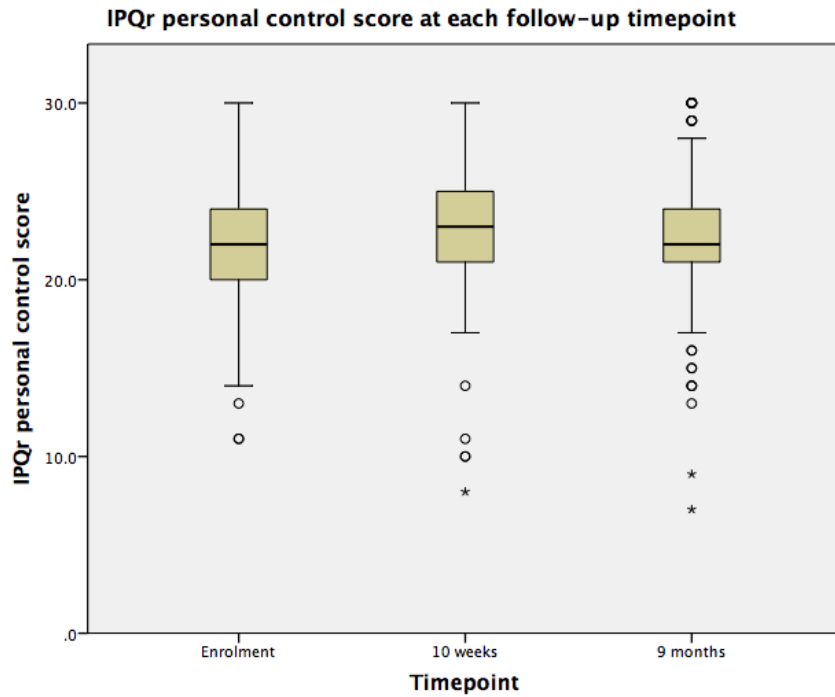 IPQr personal control score at each follow-up timepoint
IPQr personal control score
30.0
20.0
10.0
.0
Enrolment
10 weeks
9 months
Timepoint